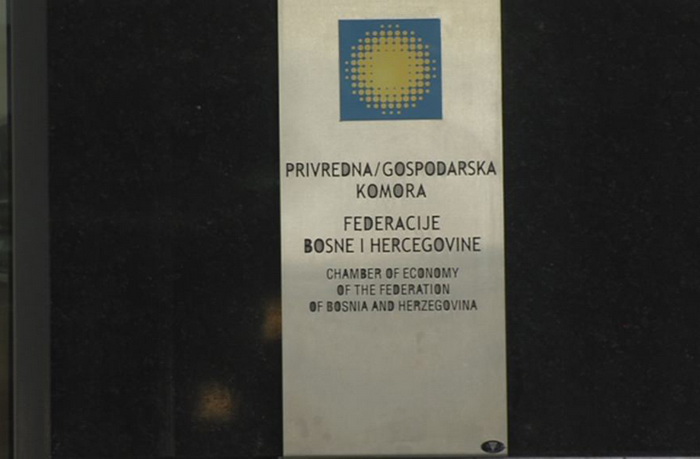 PRIVREDNA/GOSPODARSKA
KOMORA
FEDERACIJE
BOSNE I HERCEGOVINE
CHAMBER OF ECONOMY
OF THE FEDERATION
OF BOSNIA AND HERZEGOVINA